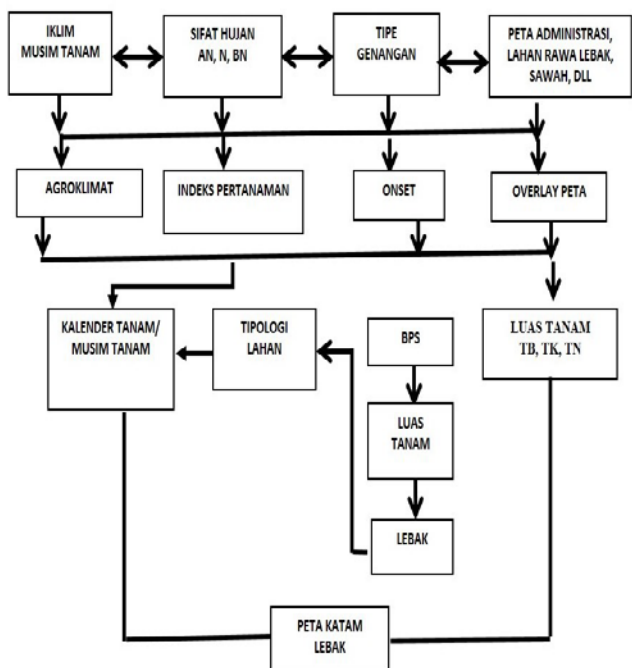 IKLIM
MUSIM TANAM
SIFAT HUJAN
AN, N, BN
TIPE
GENANGAN
PETA ADMINISTRASI,
LAHAN RAWA LEBAK,
SAWAH, DLL
AGROKLIMAT
INDEKS PERTANAMAN
ONSET
OVERLAY PETA
KALENDER TANAM/
MUSIM TANAM
TIPOLOGI
LAHAN
BPS
LUAS TANAM
TB, TK, TN
LUAS
TANAM
LEBAK
PETA KATAM
LEBAK